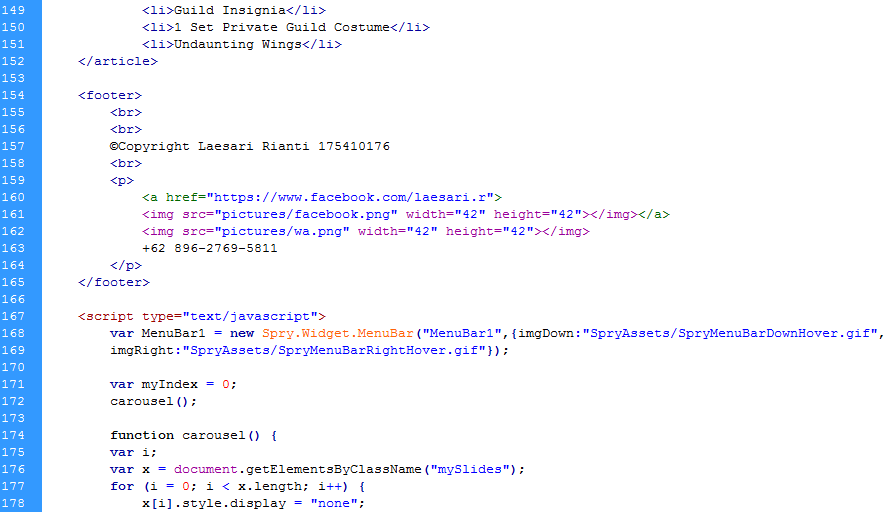 149 <li>Guild Insignia</li>
150 <li>1 Set Private Guild Costume</li>
151 <li>Undaunting Wings</li>
152 </article>
153
154 <footer>
155 <br>
156 <br>
157 ©Copyright Laesari Rianti 175410176
158 <br>
159 <p>
160 <a href="https://www.facebook.com/laesari.r">
161 <img src="pictures/facebook.png" width="42" height="42"></img></a>
162 <img src="pictures/wa.png" width="42" height="42"></img>
163 +62 896-2769-5811
164 </p>
165 </footer>
166
167 <script type="text/javascript">
168 var MenuBar1 = new Spry.Widget.MenuBar("MenuBar1",{imgDown:"SpryAssets/SpryMenuBarDownHover.gif",
169 imgRight:"SpryAssets/SpryMenuBarRightHover.gif"});
170
171 var myIndex = 0;
172 carousel();
173
174 function carousel() {
175 var i;
176 var x = document.getElementsByClassName("mySlides");
177 for (i = 0; i < x.length; i++) {
178 x[i].style.display = "none";